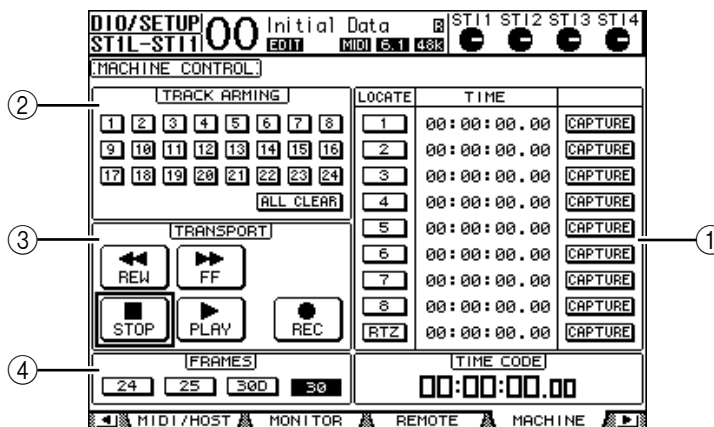 DIO/SETUP 00 Initial Data R ST11 ST12 ST13 ST14
ST1L-ST11 EDIT MIDI 6.1 48k
MACHINE CONTROL
② TRACK ARMING
1 2 3 4 5 6 7 8
9 10 11 12 13 14 15 16
17 18 19 20 21 22 23 24
ALL CLEAR
③ TRANSPORT
REW FF
STOP PLAY REC
④ FRAMES
24 25 30D 30
LOCATE TIME
1 00:00:00.00 CAPTURE
2 00:00:00.00 CAPTURE
3 00:00:00.00 CAPTURE
4 00:00:00.00 CAPTURE
5 00:00:00.00 CAPTURE
6 00:00:00.00 CAPTURE
7 00:00:00.00 CAPTURE
8 00:00:00.00 CAPTURE
RTZ 00:00:00.00 CAPTURE
①
TIME CODE
00:00:00.00
MIDI/HOST MONITOR REMOTE MACHINE